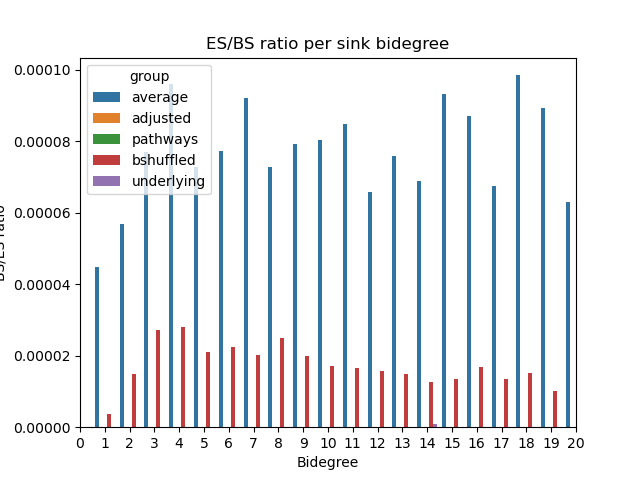 ES/BS ratio per sink bidegree
group
average
adjusted
pathways
bshuffled
underlying
0.00010
0.00008
0.00006
0.00004
0.00002
0.00000
BS/ES ratio
0 1 2 3 4 5 6 7 8 9 10 11 12 13 14 15 16 17 18 19 20
Bidegree